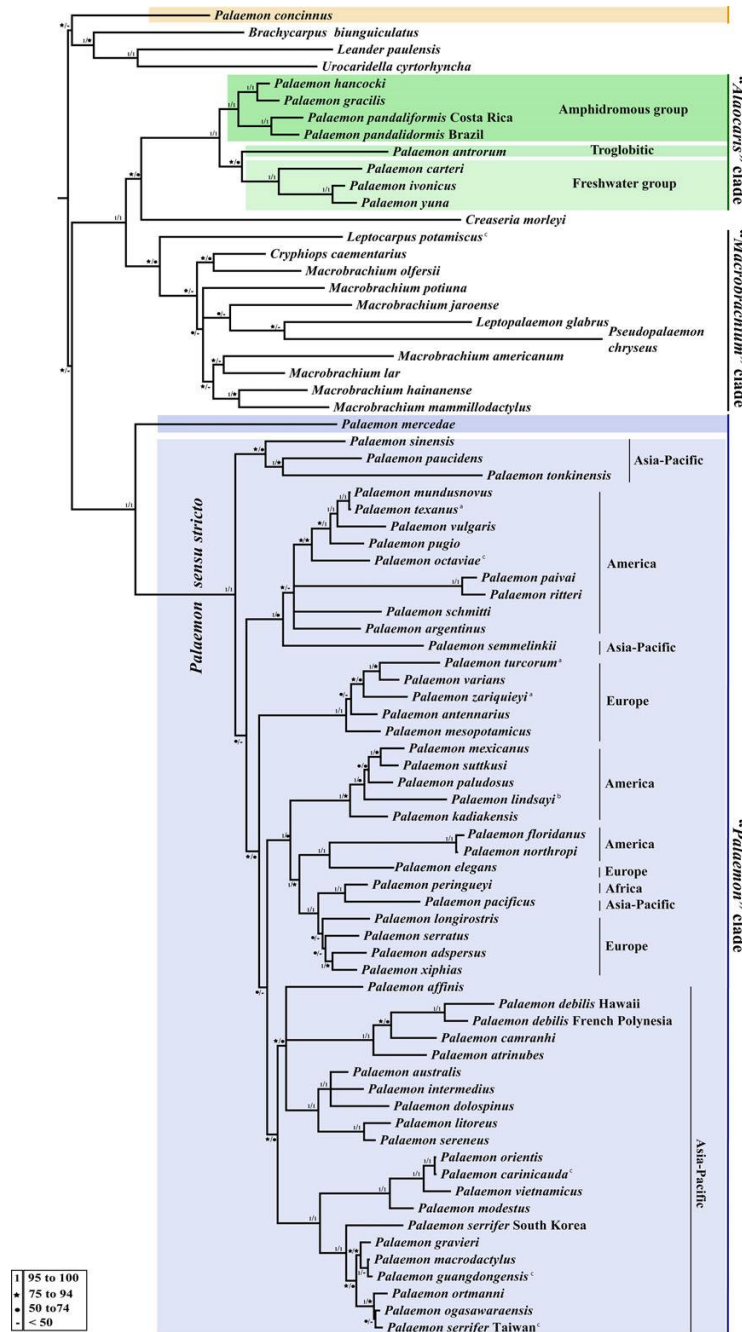 Palaemon concinnus
Brachycarpus biunguiculatus
Leander paulensis
Urocaridella cyrtorhyncha
Palaemon hancocki
Palaemon gracilis
Palaemon pandaliformis Costa Rica
Palaemon pandalidormis Brazil
Amphidromous group
Palaemon antrorum
Troglobitic
Palaemon carteri
Palaemon ivonicus
Palaemon yuna
Freshwater group
"Alaocaris" clade
Creaseria morleyi
Leptocarpus potamiscus c
Cryphiops caementarius
Macrobrachium olfersii
Macrobrachium potiuna
Macrobrachium jaroense
Leptopalaemon glabrus
Pseudopalaemon
chryseus
Macrobrachium americanum
Macrobrachium lar
Macrobrachium hainanense
Macrobrachium mammillodactylus
"Macrobrachium" clade
Palaemon mercedae
Palaemon sensu stricto
Palaemon sinensis
Palaemon paucidens
Palaemon tonkinensis
Asia-Pacific
Palaemon mundusnovus
Palaemon texanus a
Palaemon vulgaris
Palaemon pugio
Palaemon octaviae c
Palaemon paivai
Palaemon ritteri
Palaemon schmitti
Palaemon argentinus
America
Palaemon semmelinkii
Asia-Pacific
Palaemon turcorum a
Palaemon varians
Palaemon zariquieyi a
Palaemon antennarius
Palaemon mesopotamicus
Europe
Palaemon mexicanus
Palaemon suttkusi
Palaemon paludosus
Palaemon lindsayi b
Palaemon kadiakensis
America
Palaemon floridanus
Palaemon northropi
America
Palaemon elegans
Europe
Palaemon peringueyi
Africa
Palaemon pacificus
Asia-Pacific
Palaemon longirostris
Palaemon serratus
Palaemon adspersus
Palaemon xiphias
Europe
"Palaemon" clade
Palaemon affinis
Palaemon debilis Hawaii
Palaemon debilis French Polynesia
Palaemon camranhi
Palaemon atrinubes
Palaemon australis
Palaemon intermedius
Palaemon dolospinus
Palaemon litoreus
Palaemon sereneus
Palaemon orientis
Palaemon carinicauda c
Palaemon vietnamicus
Palaemon modestus
Palaemon serrifer South Korea
Palaemon gravieri
Palaemon macrodactylus
Palaemon guangdongensis c
Palaemon ortmanni
Palaemon ogasawaraensis
Palaemon serrifer Taiwan c
Asia-Pacific
1 95 to 100
★ 75 to 94
● 50 to74
- < 50